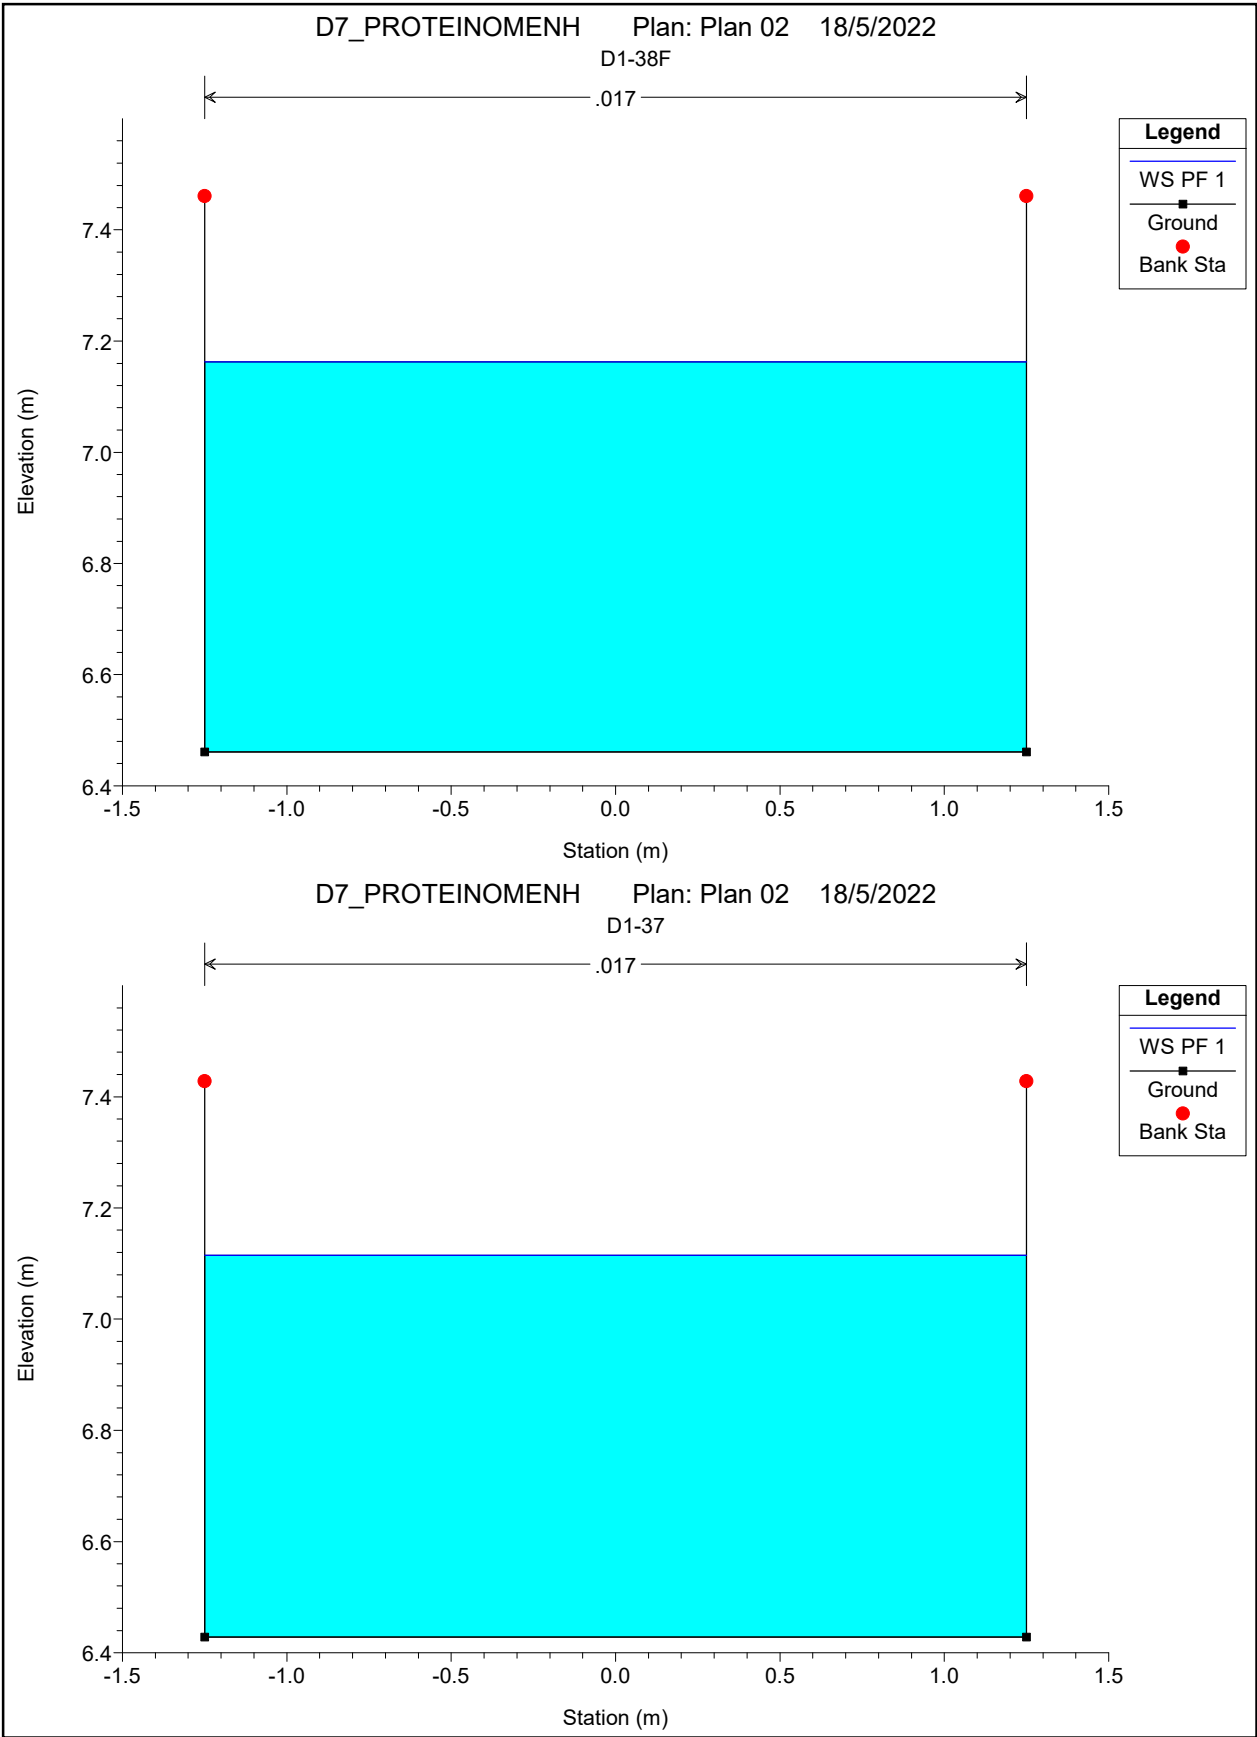 D7_PROTEINOMENH Plan: Plan 02 18/5/2022
D1-38F
.017
Legend
WS PF 1
Ground
Bank Sta
7.4
7.2
7.0
6.8
6.6
6.4
Elevation (m)
-1.5 -1.0 -0.5 0.0 0.5 1.0 1.5
Station (m)
D7_PROTEINOMENH Plan: Plan 02 18/5/2022
D1-37
.017
Legend
WS PF 1
Ground
Bank Sta
7.4
7.2
7.0
6.8
6.6
6.4
Elevation (m)
-1.5 -1.0 -0.5 0.0 0.5 1.0 1.5
Station (m)